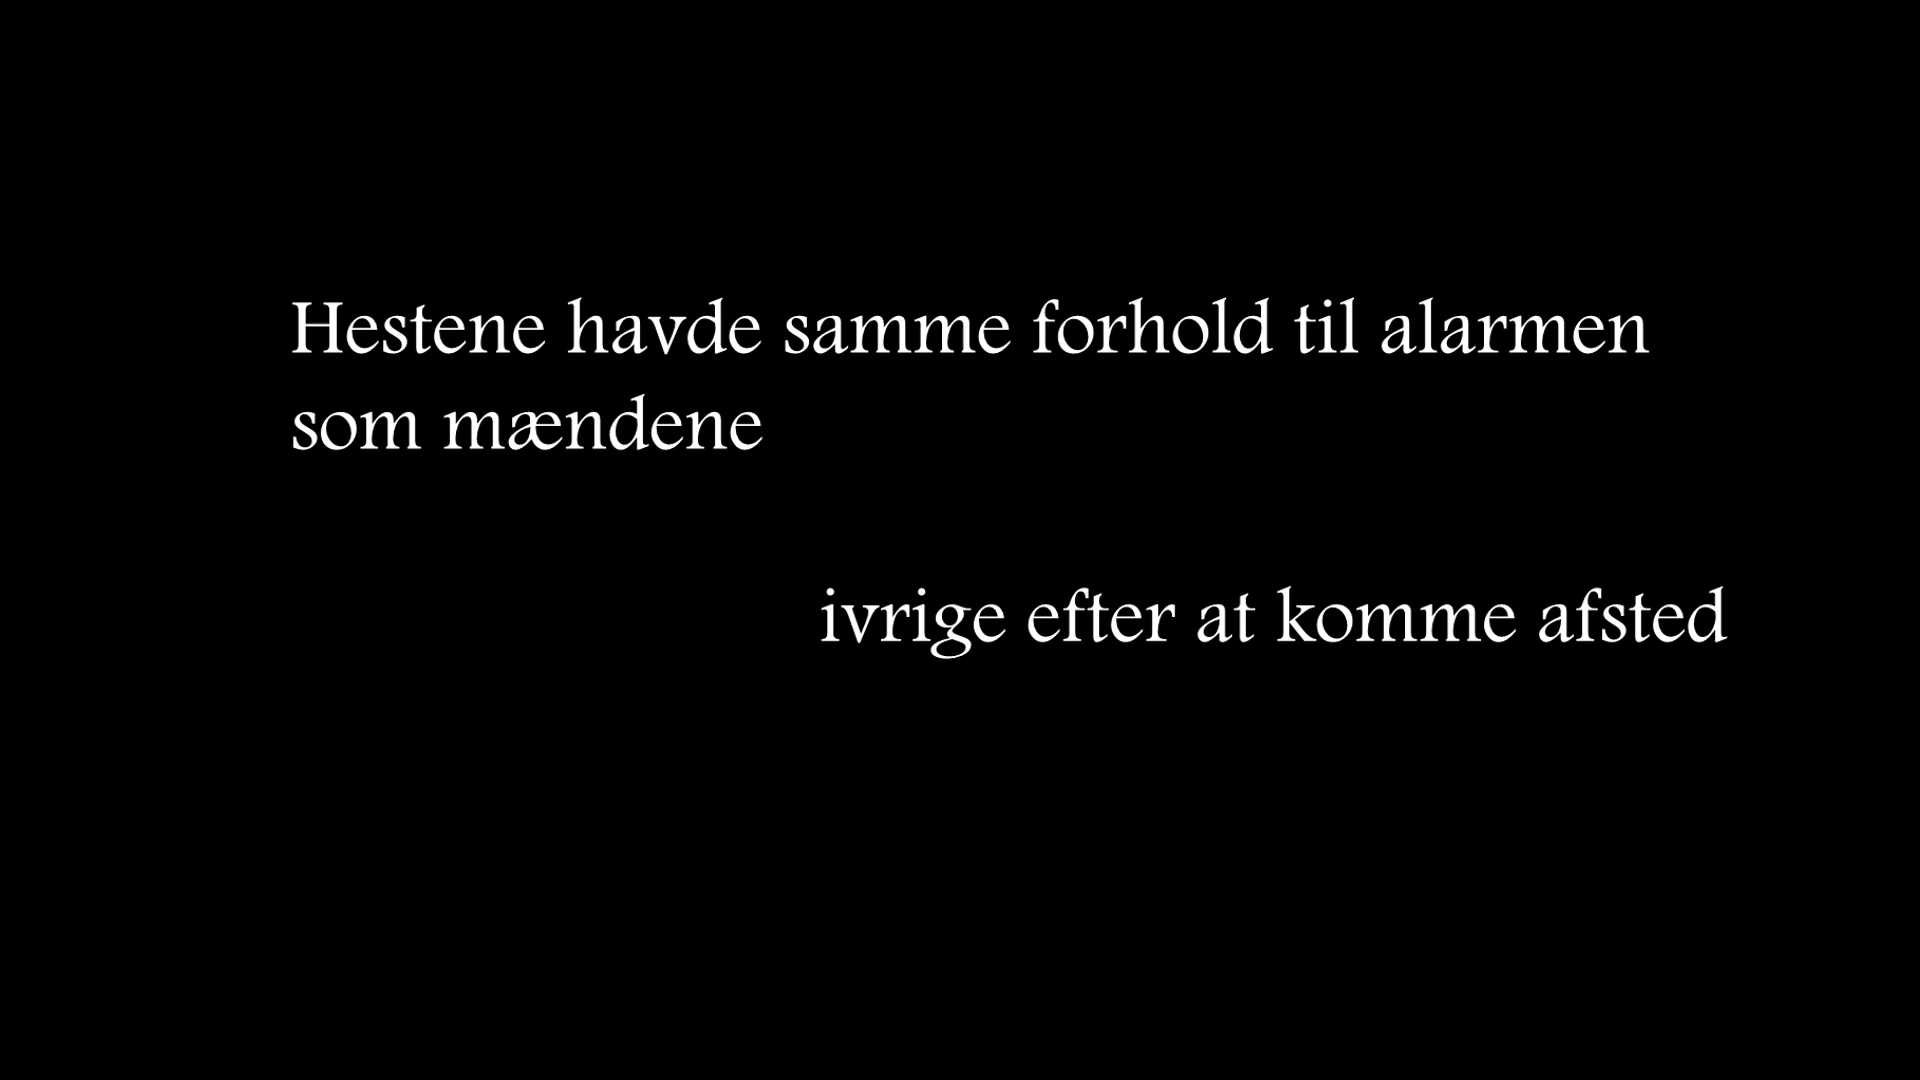 Hestene havde samme forhold til alarmen
som mændene
ivrige efter at komme afsted